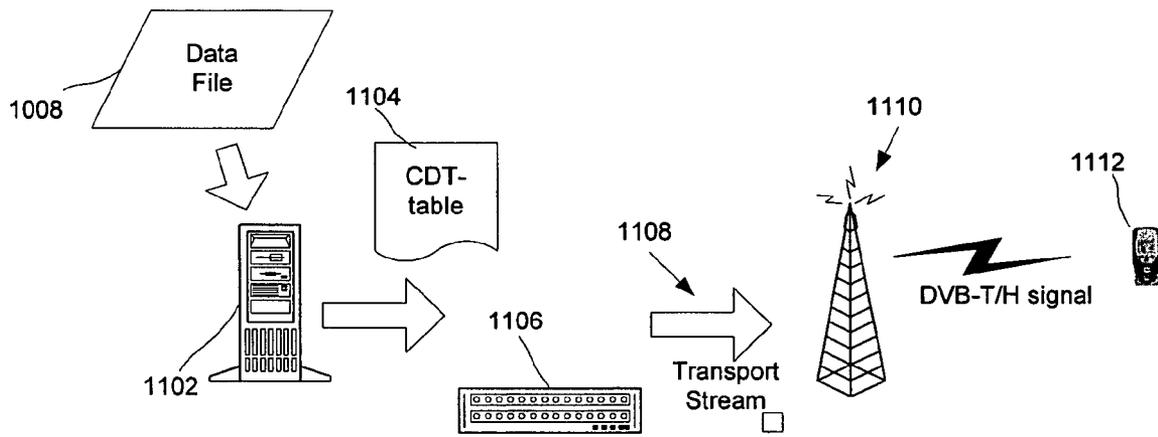 Data
File
1008
1104
CDT-
table
1102
1106
1108
Transport
Stream
1110
DVB-T/H signal
1112